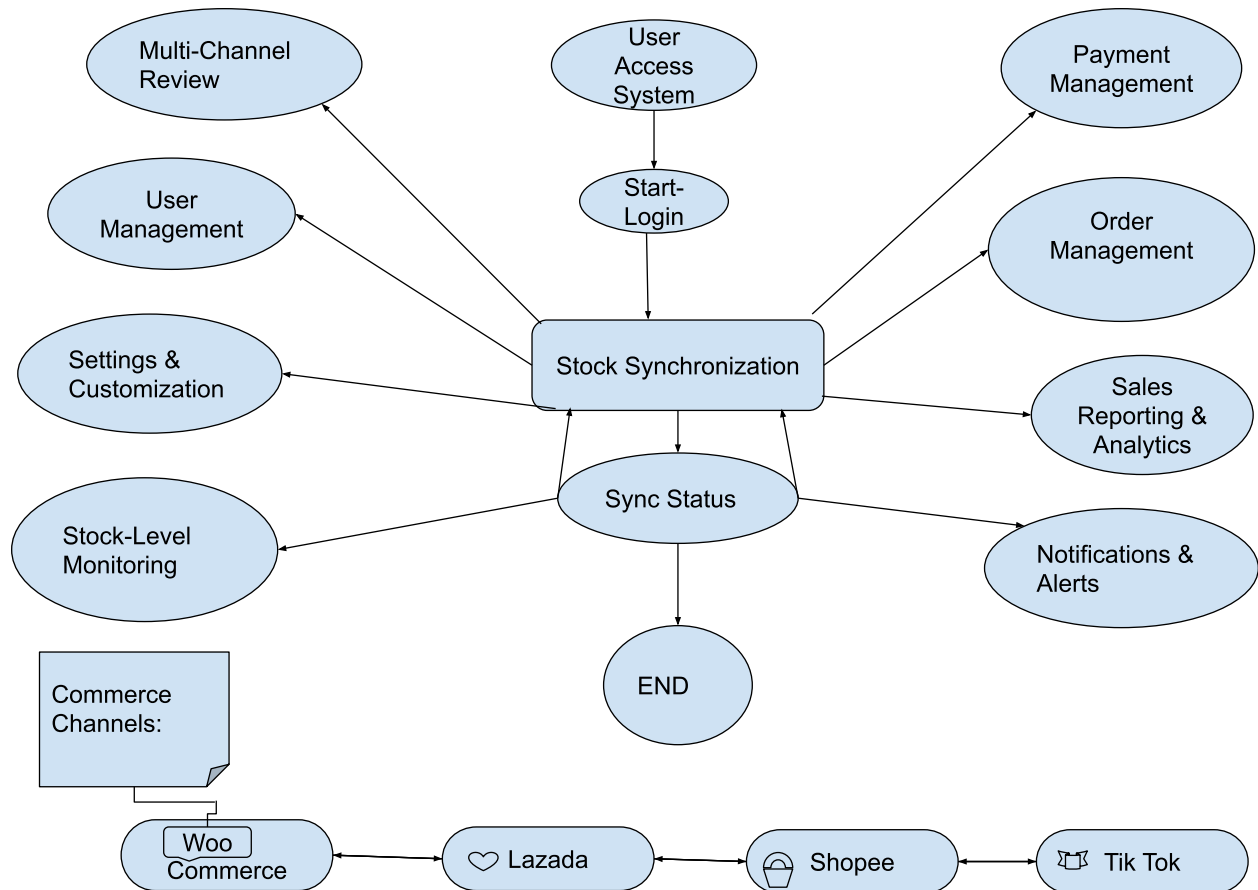 Multi-Channel
Review
User
Access
System
Payment
Management
User
Management
Start-
Login
Order
Management
Settings &
Customization
Stock Synchronization
Sales
Reporting &
Analytics
Stock-Level
Monitoring
Sync Status
Notifications &
Alerts
END
Commerce
Channels:
Woo
Commerce
Lazada
Shopee
Tik Tok